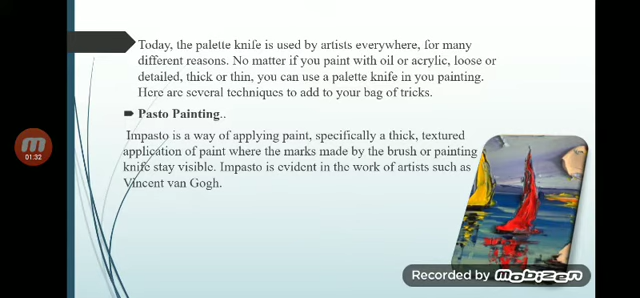 Today, the palette knife is used by artists everywhere, for many
different reasons. No matter if you paint with oil or acrylic, loose or
detailed, thick or thin, you can use a palette knife in you painting.
Here are several techniques to add to your bag of tricks.
Pasto Painting..
Impasto is a way of applying paint, specifically a thick, textured
application of paint where the marks made by the brush or painting
knife stay visible. Impasto is evident in the work of artists such as
Vincent van Gogh.
01:32
Recorded by mobizen